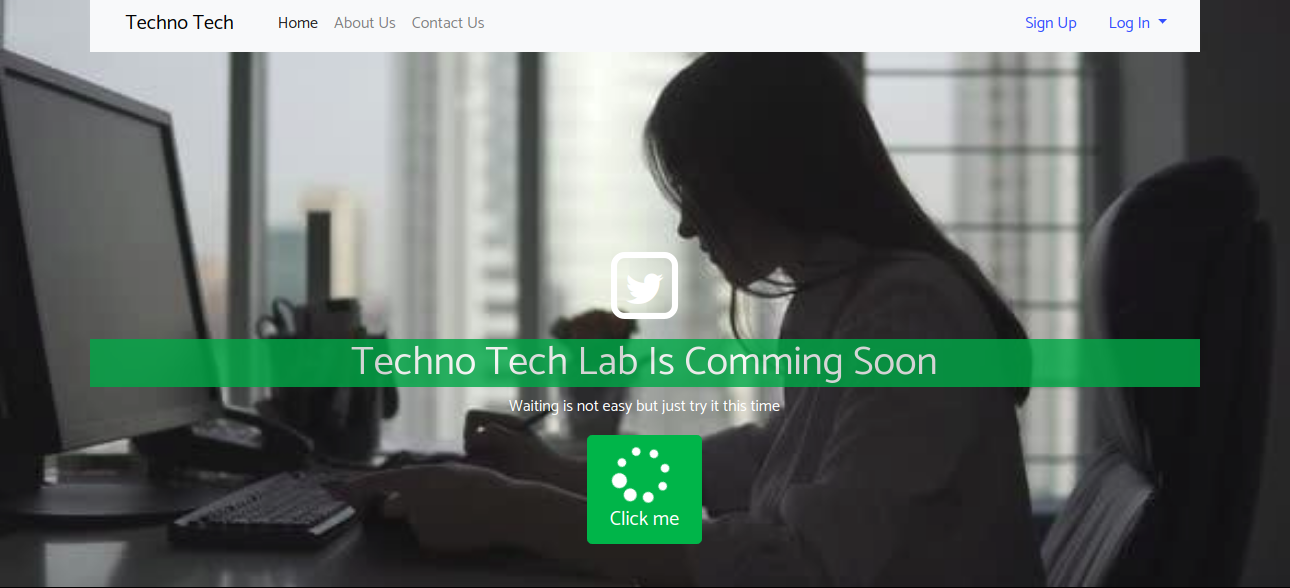 Techno Tech Home About Us Contact Us Sign Up Log In
Techno Tech Lab Is Comming Soon
Waiting is not easy but just try it this time
Click me